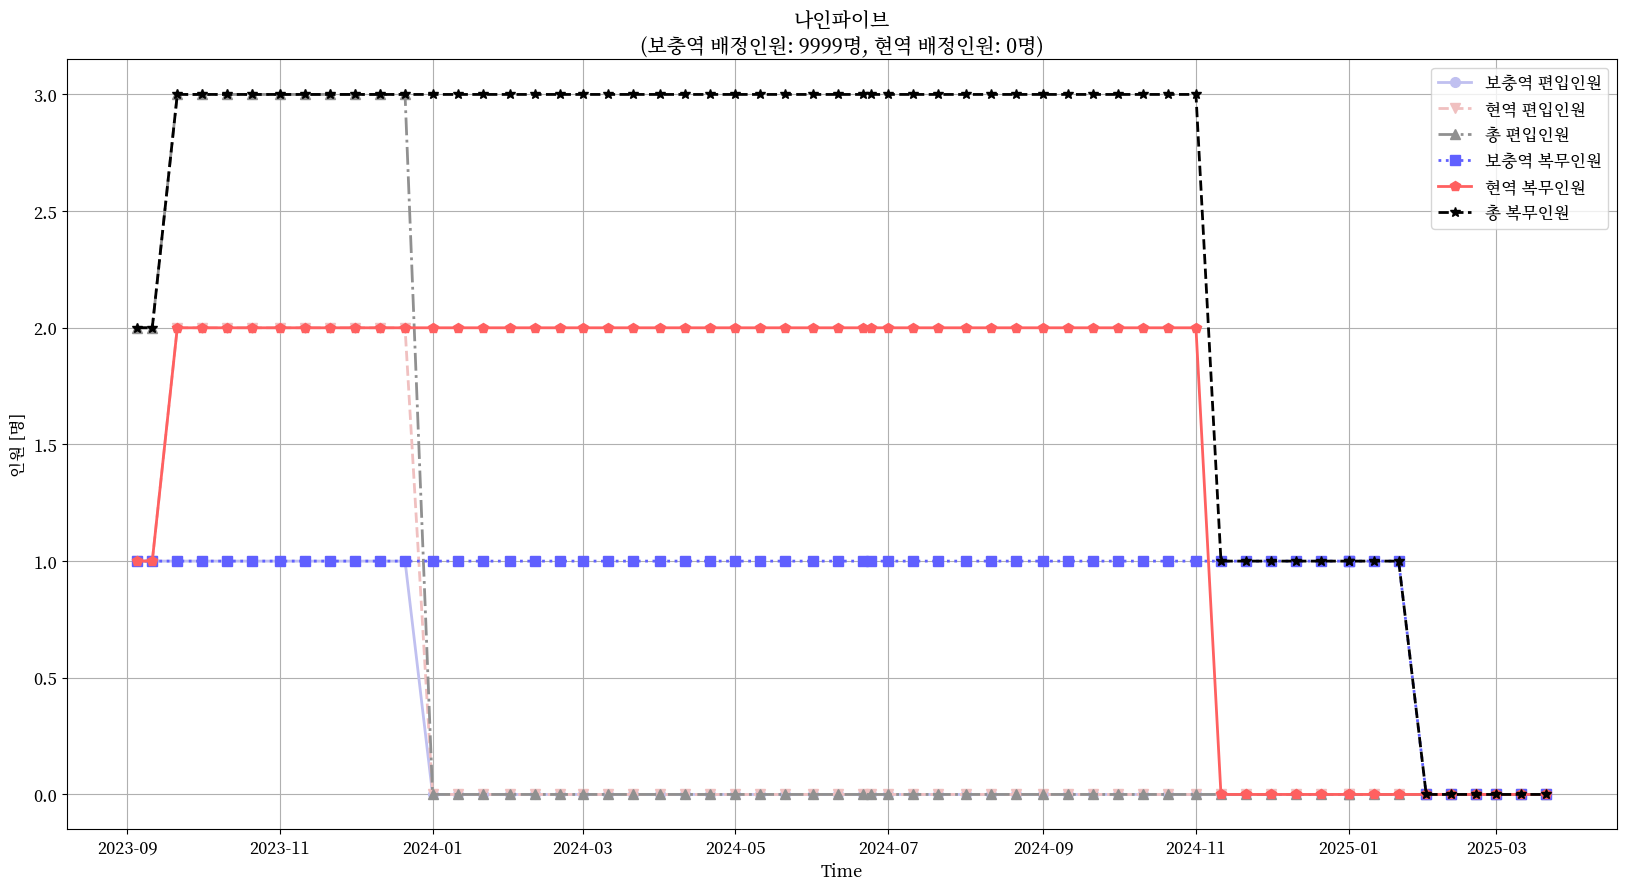 나인파이브
(보충역 배정인원: 9999명, 현역 배정인원: 0명)
보충역 편입인원
현역 편입인원
총 편입인원
보충역 복무인원
현역 복무인원
총 복무인원
인원 [명]
3.0
2.5
2.0
1.5
1.0
0.5
0.0
2023-09
2023-11
2024-01
2024-03
2024-05
2024-07
2024-09
2024-11
2025-01
2025-03
Time